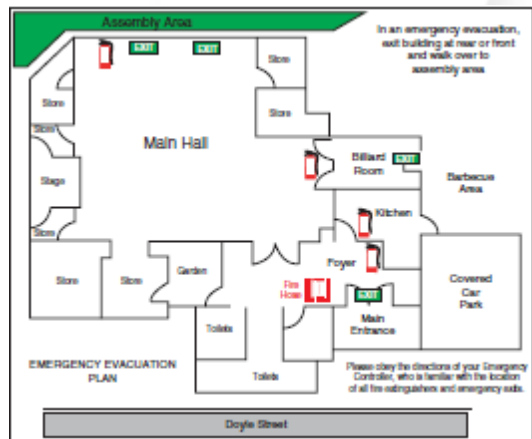 Assembly Area
In an emergency evacuation,
exit building at rear or front
and walk over to
assembly area
EXIT
EXIT
Store
Store
Store
Store
Main Hall
Billiard
Room
EXIT
Barbecue
Area
Stage
Kitchen
Store
Store
Store
Garden
Foyer
Fire
Hose
EXIT
Covered
Car
Park
Main
Entrance
Toilets
Toilets
EMERGENCY EVACUATION
PLAN
Please obey the directions of your Emergency
Controller, who is familiar with the location
of all fire extinguishers and emergency exits.
Doyle Street